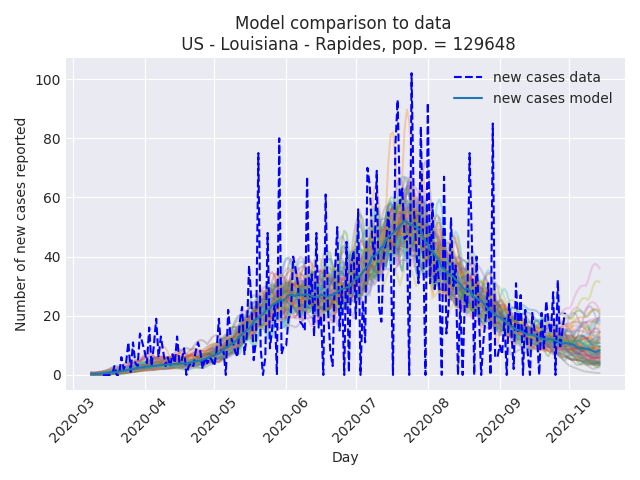 Model comparison to data
US - Louisiana - Rapides, pop. = 129648
new cases data
new cases model
Number of new cases reported
100
80
60
40
20
0
2020-03
2020-04
2020-05
2020-06
2020-07
2020-08
2020-09
2020-10
Day